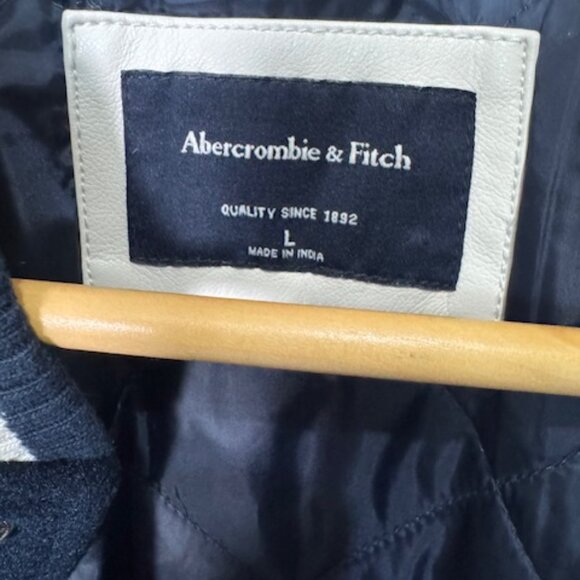 Abercrombie & Fitch
QUALITY SINCE 1892
L
MADE IN INDIA